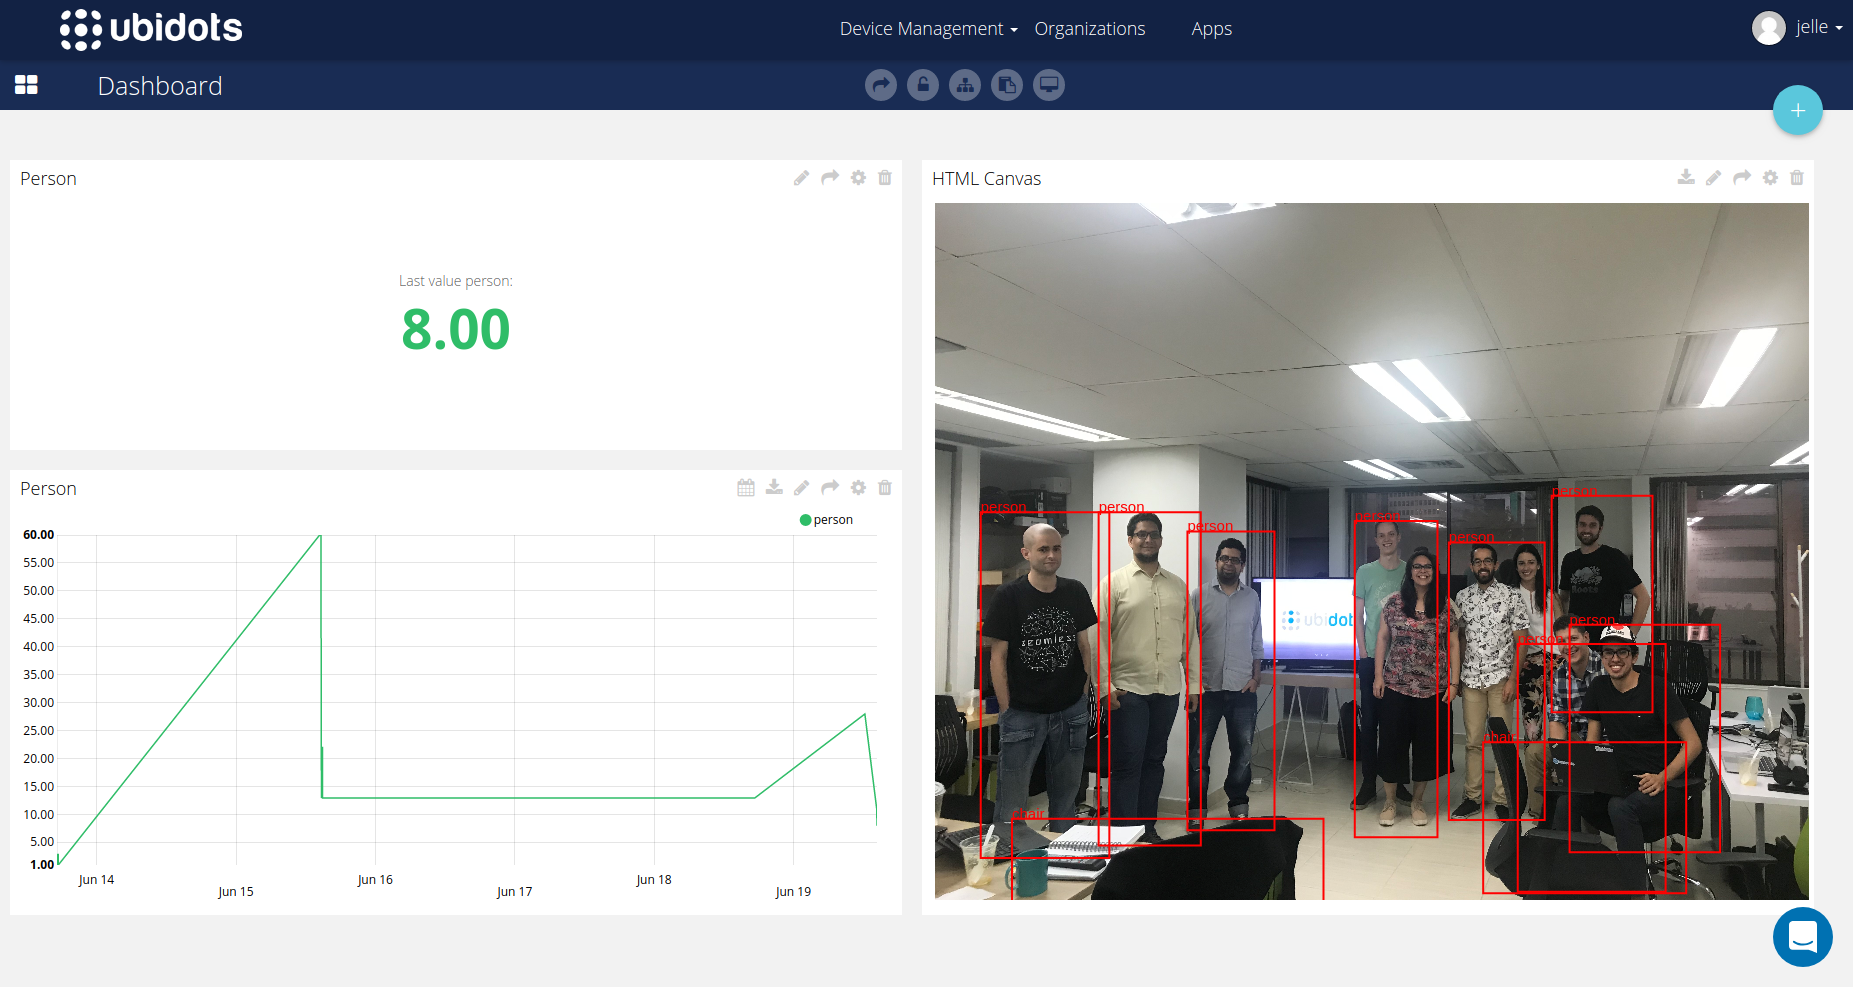 ubidots
Device Management
Organizations
Apps
jelle
Dashboard
Person
Last value person:
8.00
Person
person
60.00
55.00
50.00
45.00
40.00
35.00
30.00
25.00
20.00
15.00
10.00
5.00
1.00
Jun 14
Jun 15
Jun 16
Jun 17
Jun 18
Jun 19
HTML Canvas
person
person
person
person
person
person
person
person
chair
chair
seamless
ubidot
Roots